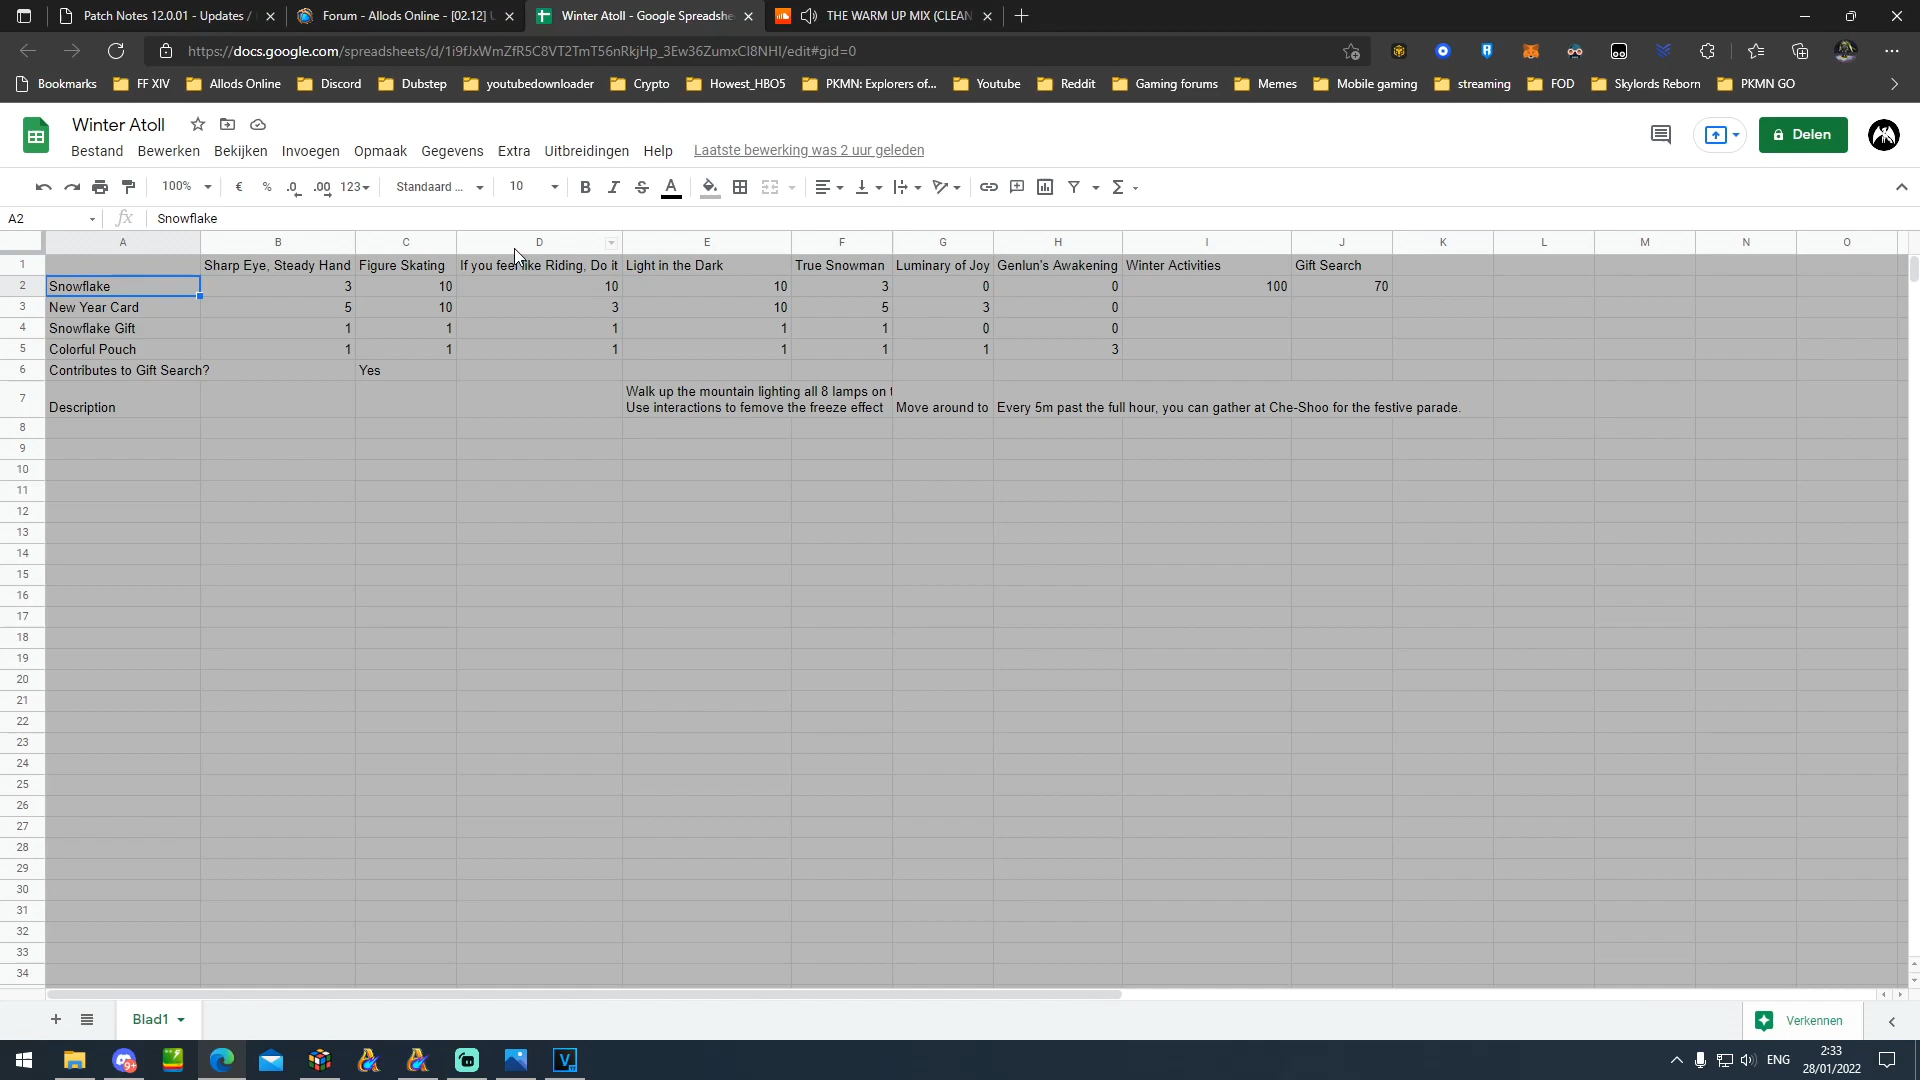 Patch Notes 12.0.01 - Updates /
Forum - Allods Online - [02.12]
Winter Atoll - Google Spreadshe
THE WARM UP MIX (CLEAN
https://docs.google.com/spreadsheets/d/1i9fJxWmZfR5C8VT2TmT56nRkjHp_3Ew36ZumxCI8NHI/edit#gid=0
Bookmarks FF XIV Allods Online Discord Dubstep youtubedownloader Crypto Howest_HBO5 PKMN: Explorers of... Youtube Reddit Gaming forums Memes Mobile gaming streaming FOD Skylords Reborn PKMN GO
Winter Atoll
Delen
Bestand Bewerken Bekijken Invoegen Opmaak Gegevens Extra Uitbreidingen Help Laatste bewerking was 2 uur geleden
100% € % .0 .00 123 Standaard ... 10 B I S A Σ
A2 fx Snowflake
A B C D E F G H I J K L M N O
1 Sharp Eye, Steady Hand Figure Skating If you feel like Riding, Do it Light in the Dark True Snowman Luminary of Joy Genlun's Awakening Winter Activities Gift Search
2 Snowflake 3 10 10 10 3 0 0 100 70
3 New Year Card 5 10 3 10 5 3 0
4 Snowflake Gift 1 1 1 1 1 0 0
5 Colorful Pouch 1 1 1 1 1 1 3
6 Contributes to Gift Search? Yes
Walk up the mountain lighting all 8 lamps on t
7 Description Use interactions to femove the freeze effect Move around to Every 5m past the full hour, you can gather at Che-Shoo for the festive parade.
8
9
10
11
12
13
14
15
16
17
18
19
20
21
22
23
24
25
26
27
28
29
30
31
32
33
34
Blad1
Verkennen
9+
V
ENG
2:33
28/01/2022